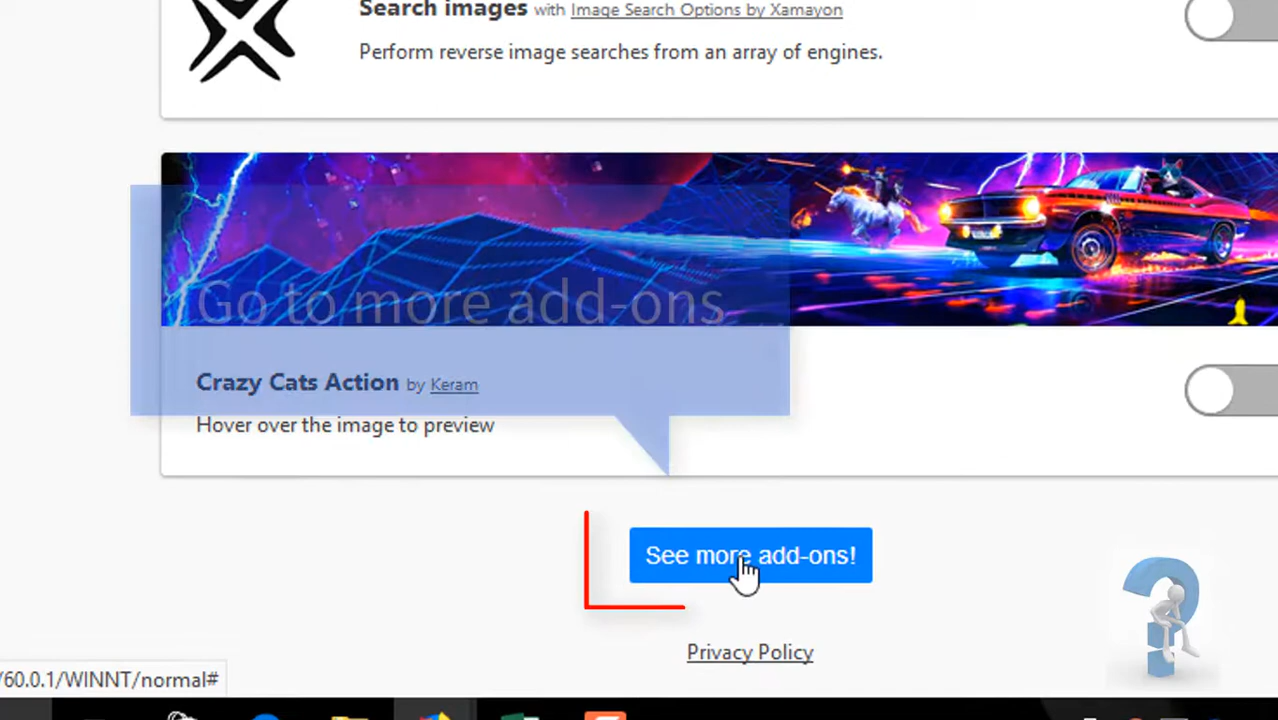 Search images with Image Search Options by Xamayon
Perform reverse image searches from an array of engines.
Go to more add-ons
Crazy Cats Action by Keram
Hover over the image to preview
See more add-ons!
Privacy Policy
/60.0.1/WINNT/normal#